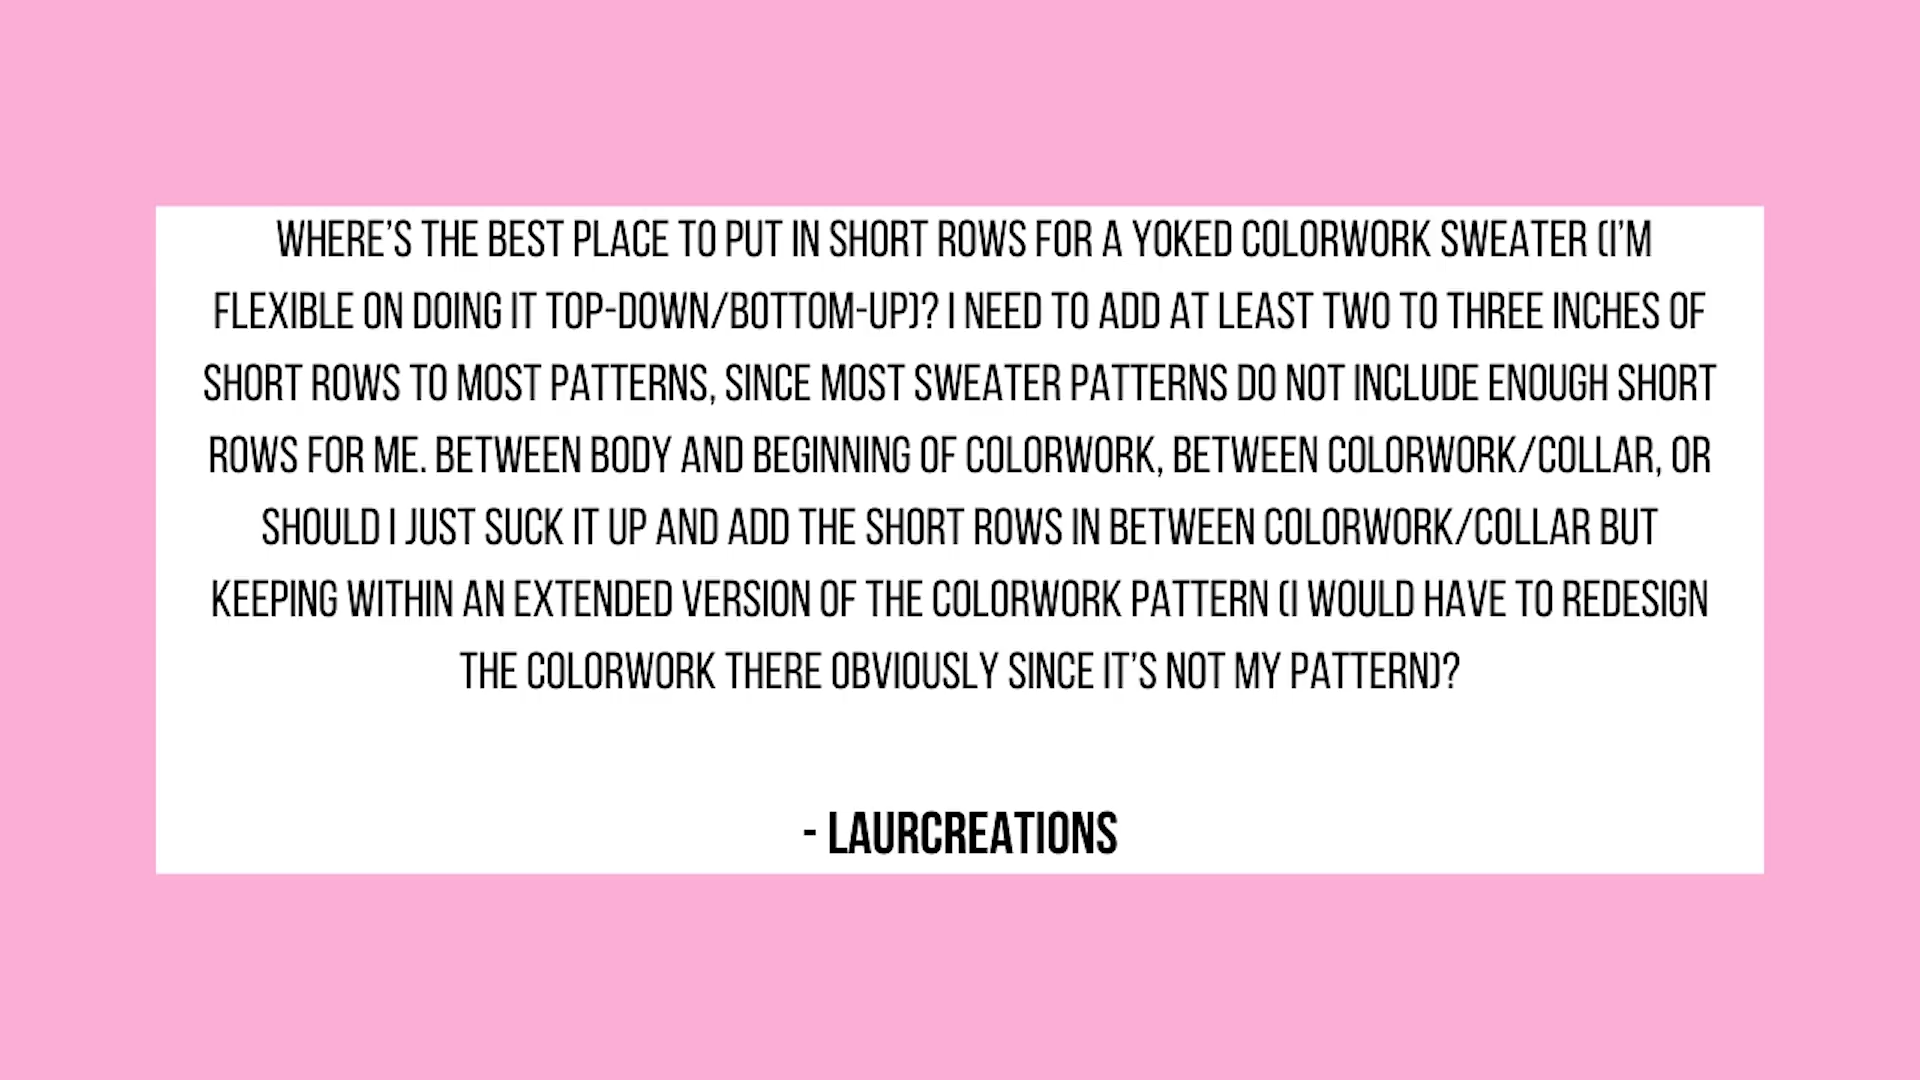 WHERE'S THE BEST PLACE TO PUT IN SHORT ROWS FOR A YOKED COLORWORK SWEATER (I'M
FLEXIBLE ON DOING IT TOP-DOWN/BOTTOM-UP)? I NEED TO ADD AT LEAST TWO TO THREE INCHES OF
SHORT ROWS TO MOST PATTERNS, SINCE MOST SWEATER PATTERNS DO NOT INCLUDE ENOUGH SHORT
ROWS FOR ME. BETWEEN BODY AND BEGINNING OF COLORWORK, BETWEEN COLORWORK/COLLAR, OR
SHOULD I JUST SUCK IT UP AND ADD THE SHORT ROWS IN BETWEEN COLORWORK/COLLAR BUT
KEEPING WITHIN AN EXTENDED VERSION OF THE COLORWORK PATTERN (I WOULD HAVE TO REDESIGN
THE COLORWORK THERE OBVIOUSLY SINCE IT'S NOT MY PATTERN)?
- LAURCREATIONS